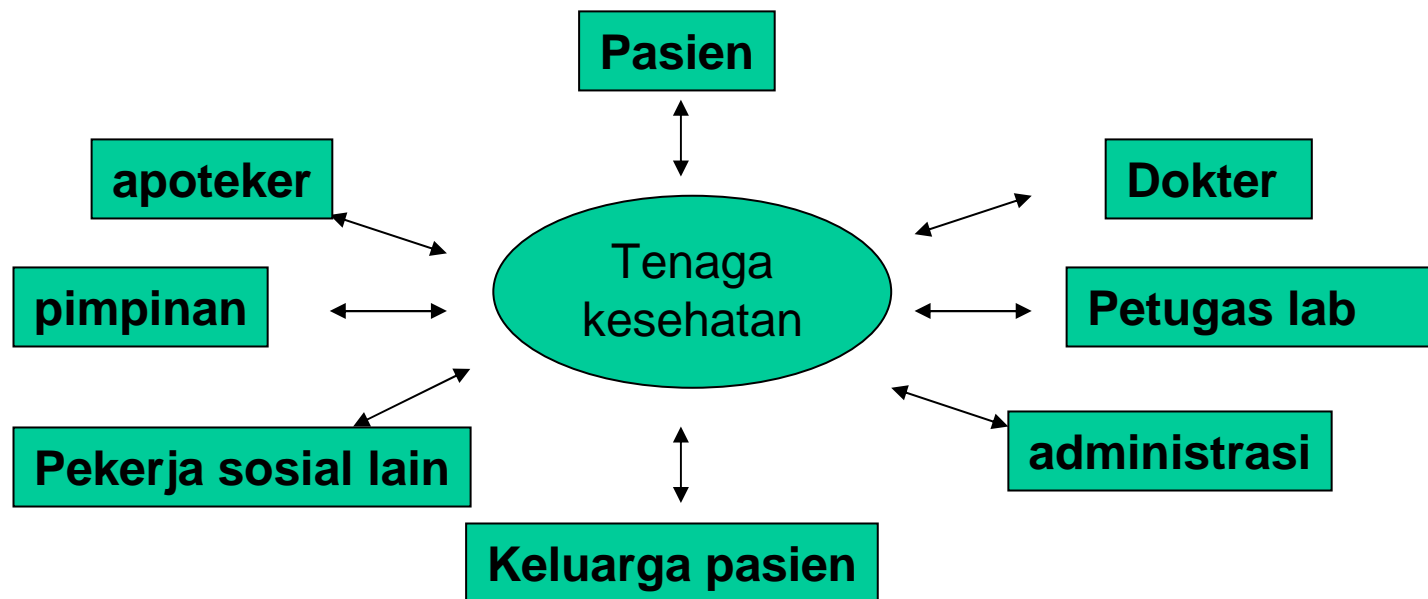 Pasien
apoteker
Dokter
Tenaga
kesehatan
pimpinan
Petugas lab
Pekerja sosial lain
administrasi
Keluarga pasien